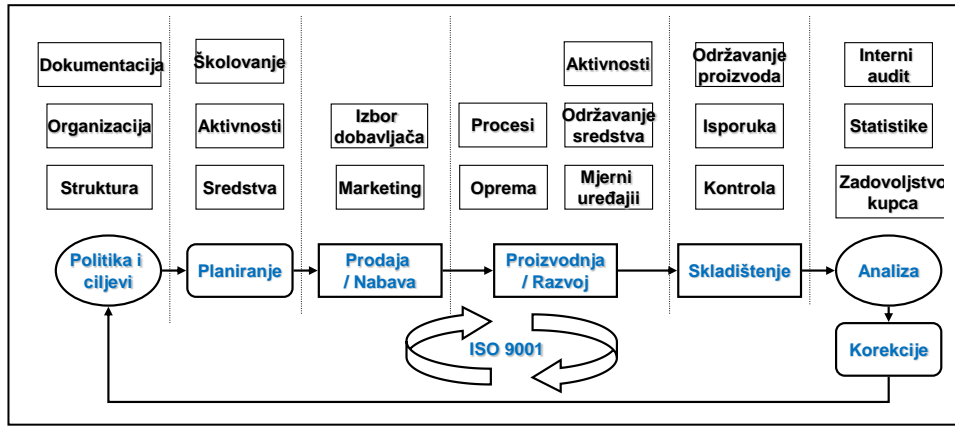 Dokumentacija
Organizacija
Struktura
Školovanje
Aktivnosti
Sredstva
Izbor
dobavljača
Marketing
Procesi
Oprema
Aktivnosti
Održavanje
sredstva
Mjerni
uređajii
Održavanje
proizvoda
Isporuka
Kontrola
Interni
audit
Statistike
Zadovoljstvo
kupca
Politika i
ciljevi
Planiranje
Prodaja
/ Nabava
Proizvodnja
/ Razvoj
Skladištenje
Analiza
ISO 9001
Korekcije